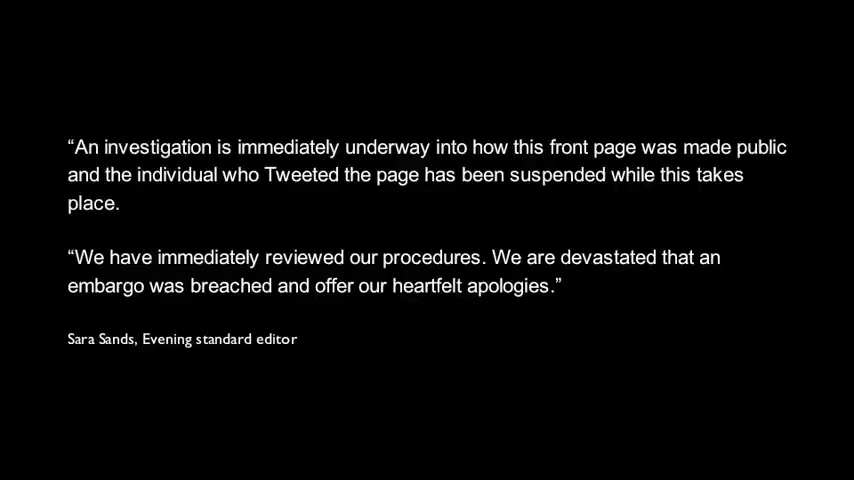 “An investigation is immediately underway into how this front page was made public
and the individual who Tweeted the page has been suspended while this takes
place.
“We have immediately reviewed our procedures. We are devastated that an
embargo was breached and offer our heartfelt apologies.”
Sara Sands, Evening standard editor